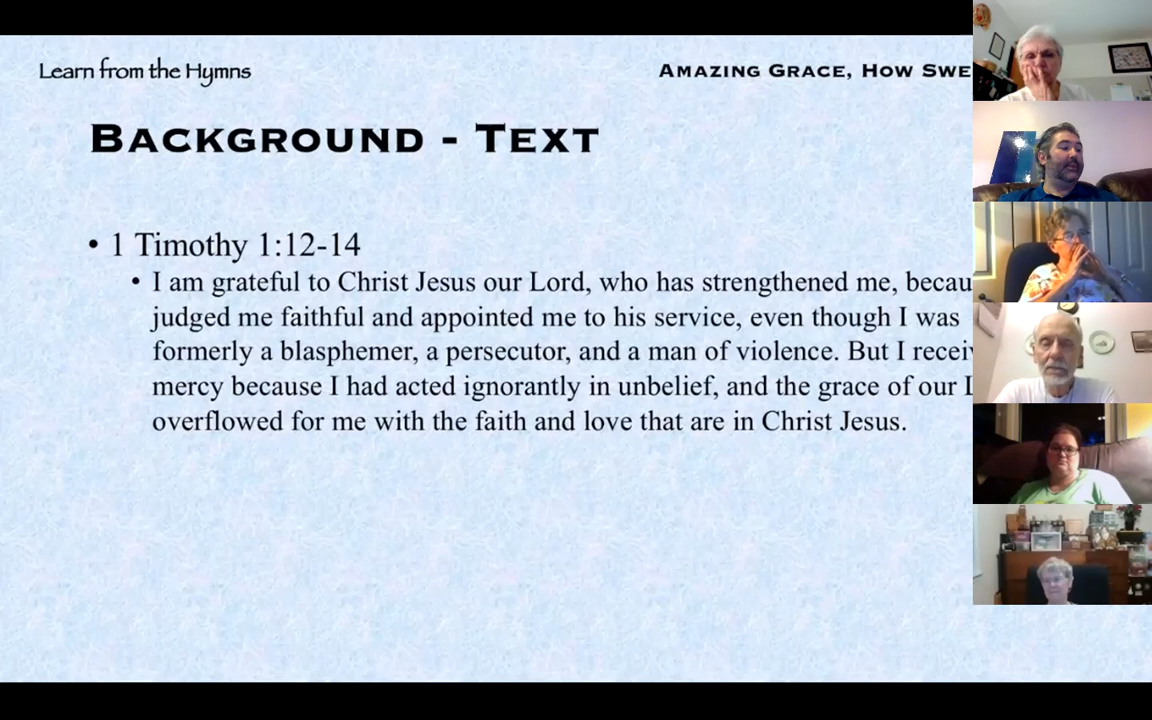 Learn from the Hymns
AMAZING GRACE, HOW SWE
BACKGROUND - TEXT
• 1 Timothy 1:12-14
• I am grateful to Christ Jesus our Lord, who has strengthened me, becau
judged me faithful and appointed me to his service, even though I was
formerly a blasphemer, a persecutor, and a man of violence. But I recei
mercy because I had acted ignorantly in unbelief, and the grace of our
overflowed for me with the faith and love that are in Christ Jesus.